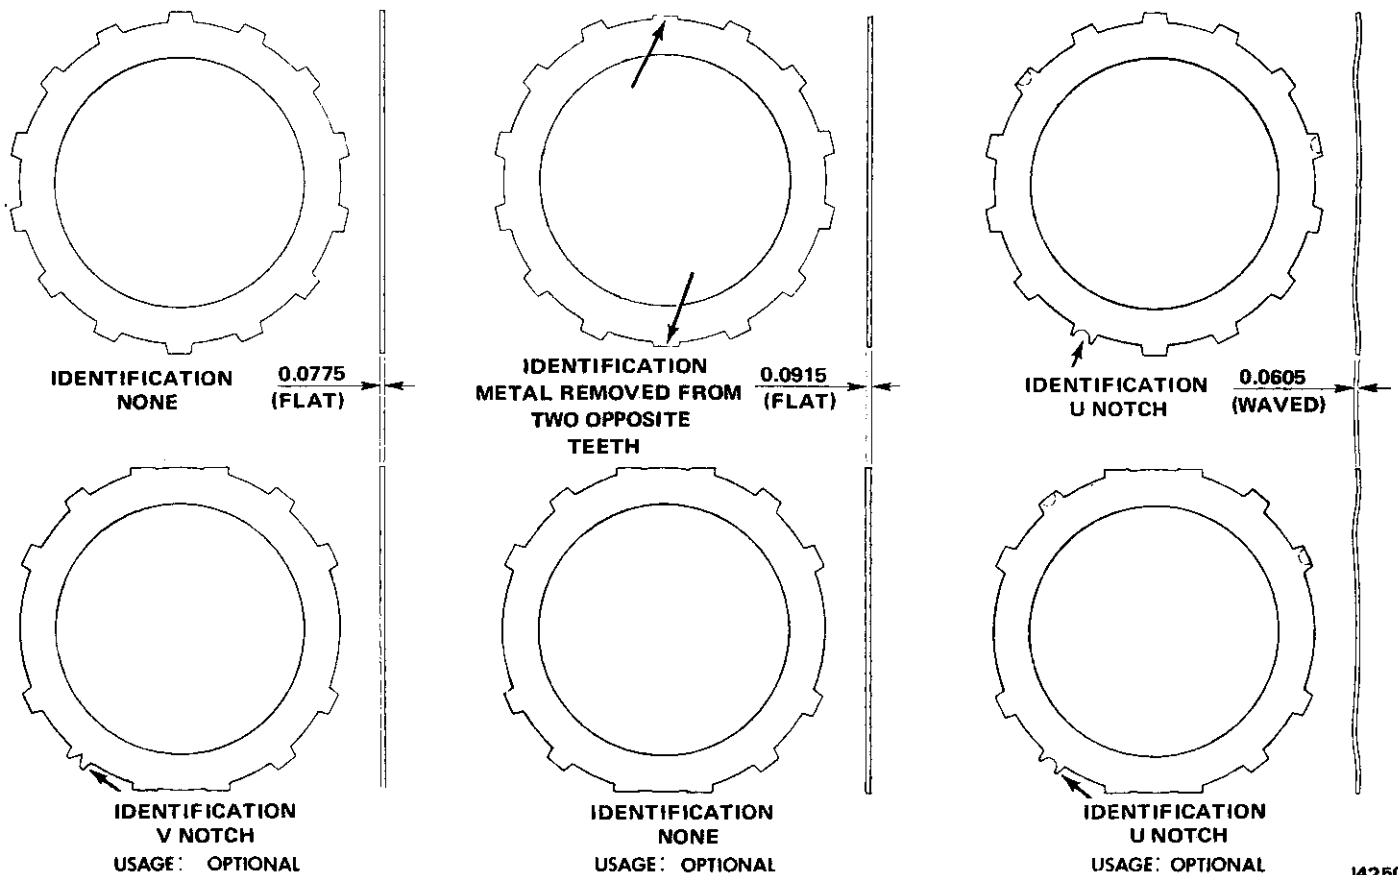 IDENTIFICATION
NONE
0.0775
(FLAT)
IDENTIFICATION
METAL REMOVED FROM
TWO OPPOSITE
TEETH
0.0915
(FLAT)
IDENTIFICATION
U NOTCH
0.0605
(WAVED)
IDENTIFICATION
V NOTCH
USAGE: OPTIONAL
IDENTIFICATION
NONE
USAGE: OPTIONAL
IDENTIFICATION
U NOTCH
USAGE: OPTIONAL